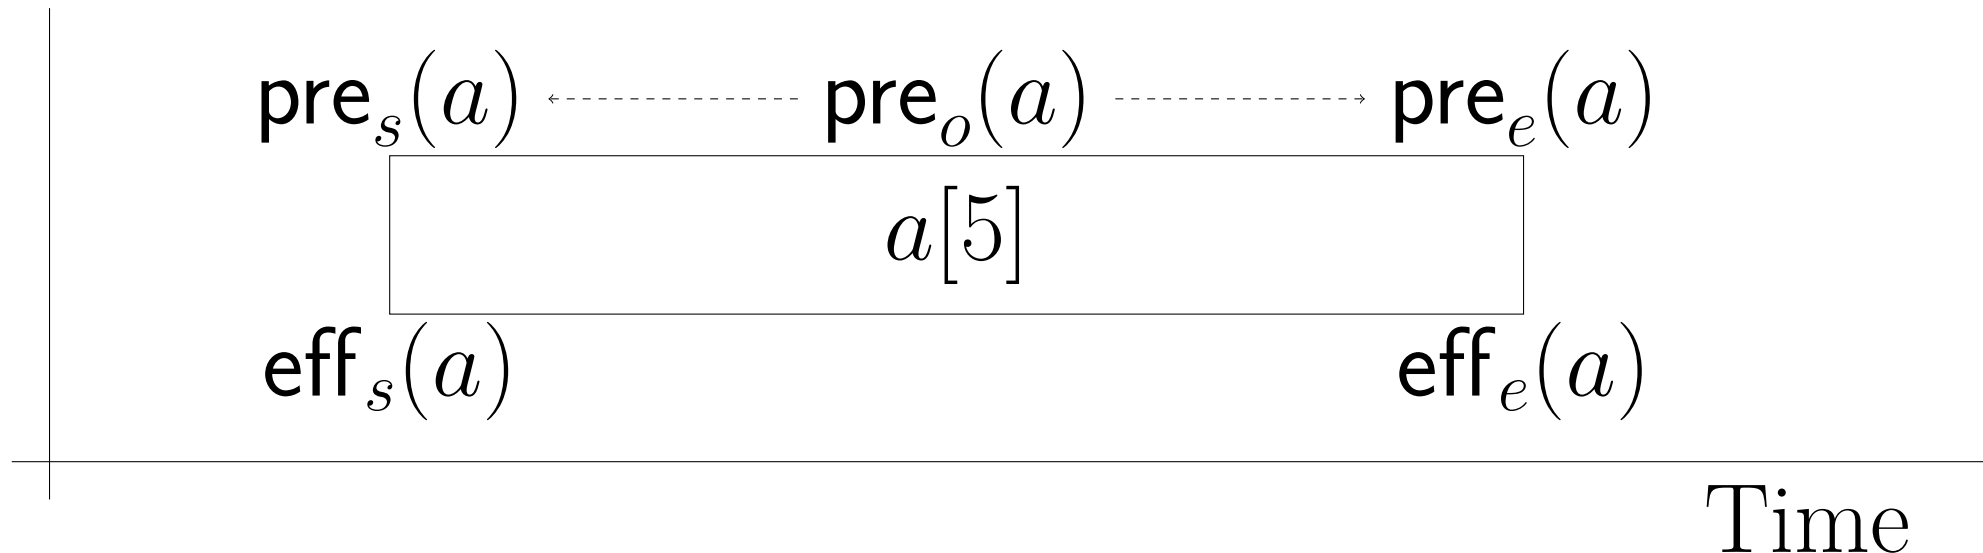 pre_s(a) pre_o(a) pre_e(a)
a[5]
eff_s(a) eff_e(a)
Time